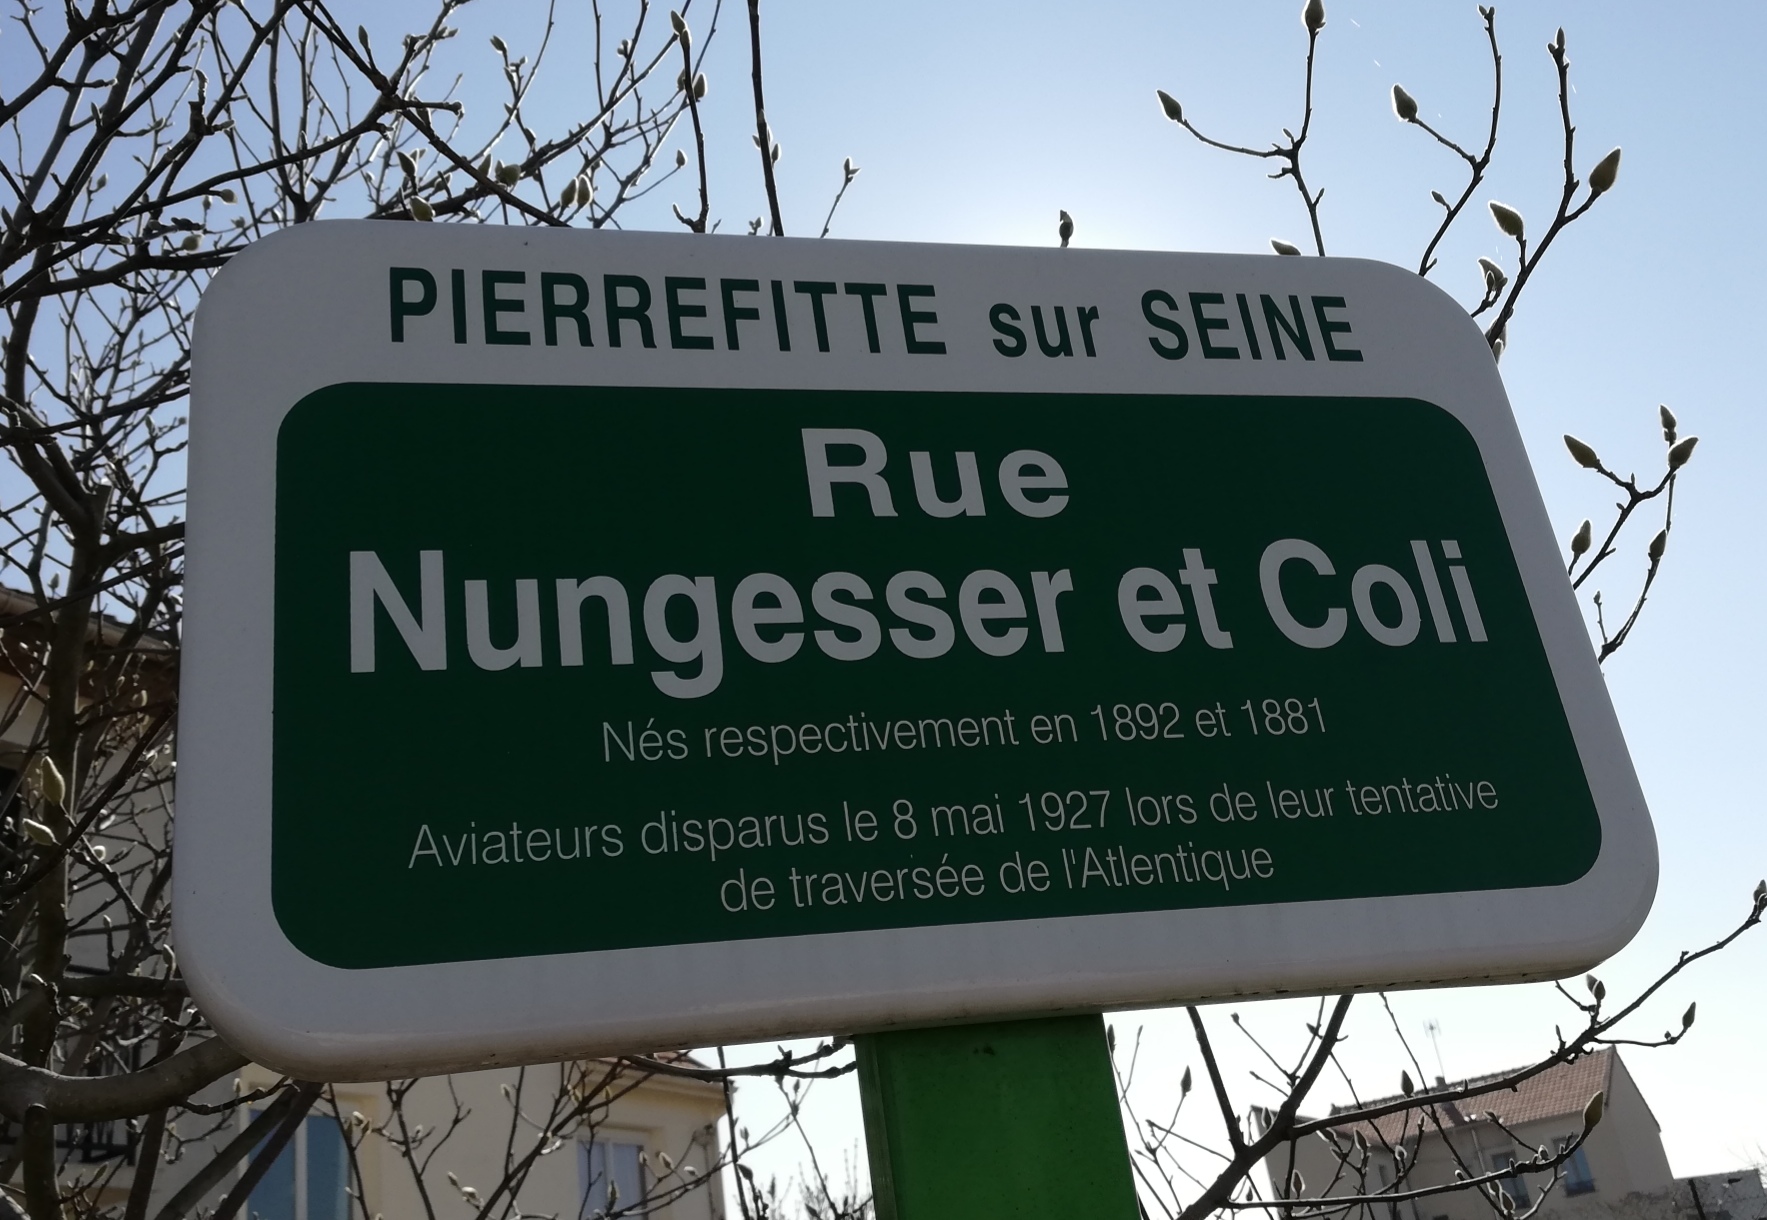 PIERREFITTE sur SEINE
Rue
Nungesser et Coli
Nés respectivement en 1892 et 1881
Aviateurs disparus le 8 mai 1927 lors de leur tentative
de traversée de l'Atlentique